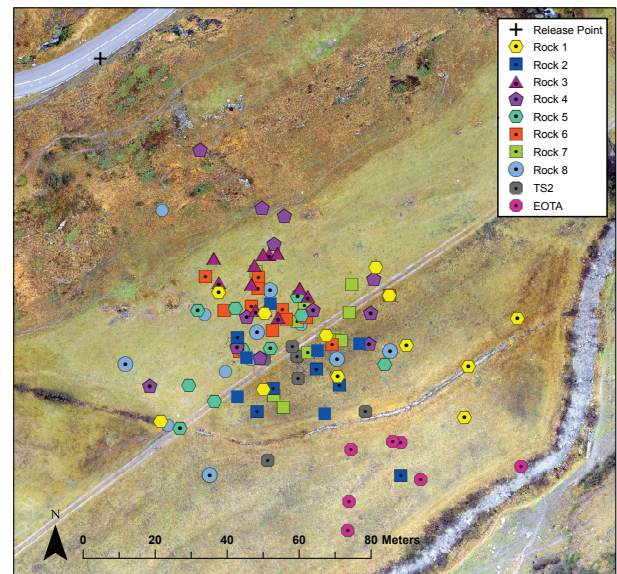 Release Point
Rock 1
Rock 2
Rock 3
Rock 4
Rock 5
Rock 6
Rock 7
Rock 8
TS2
EOTA
N
0 20 40 60 80 Meters